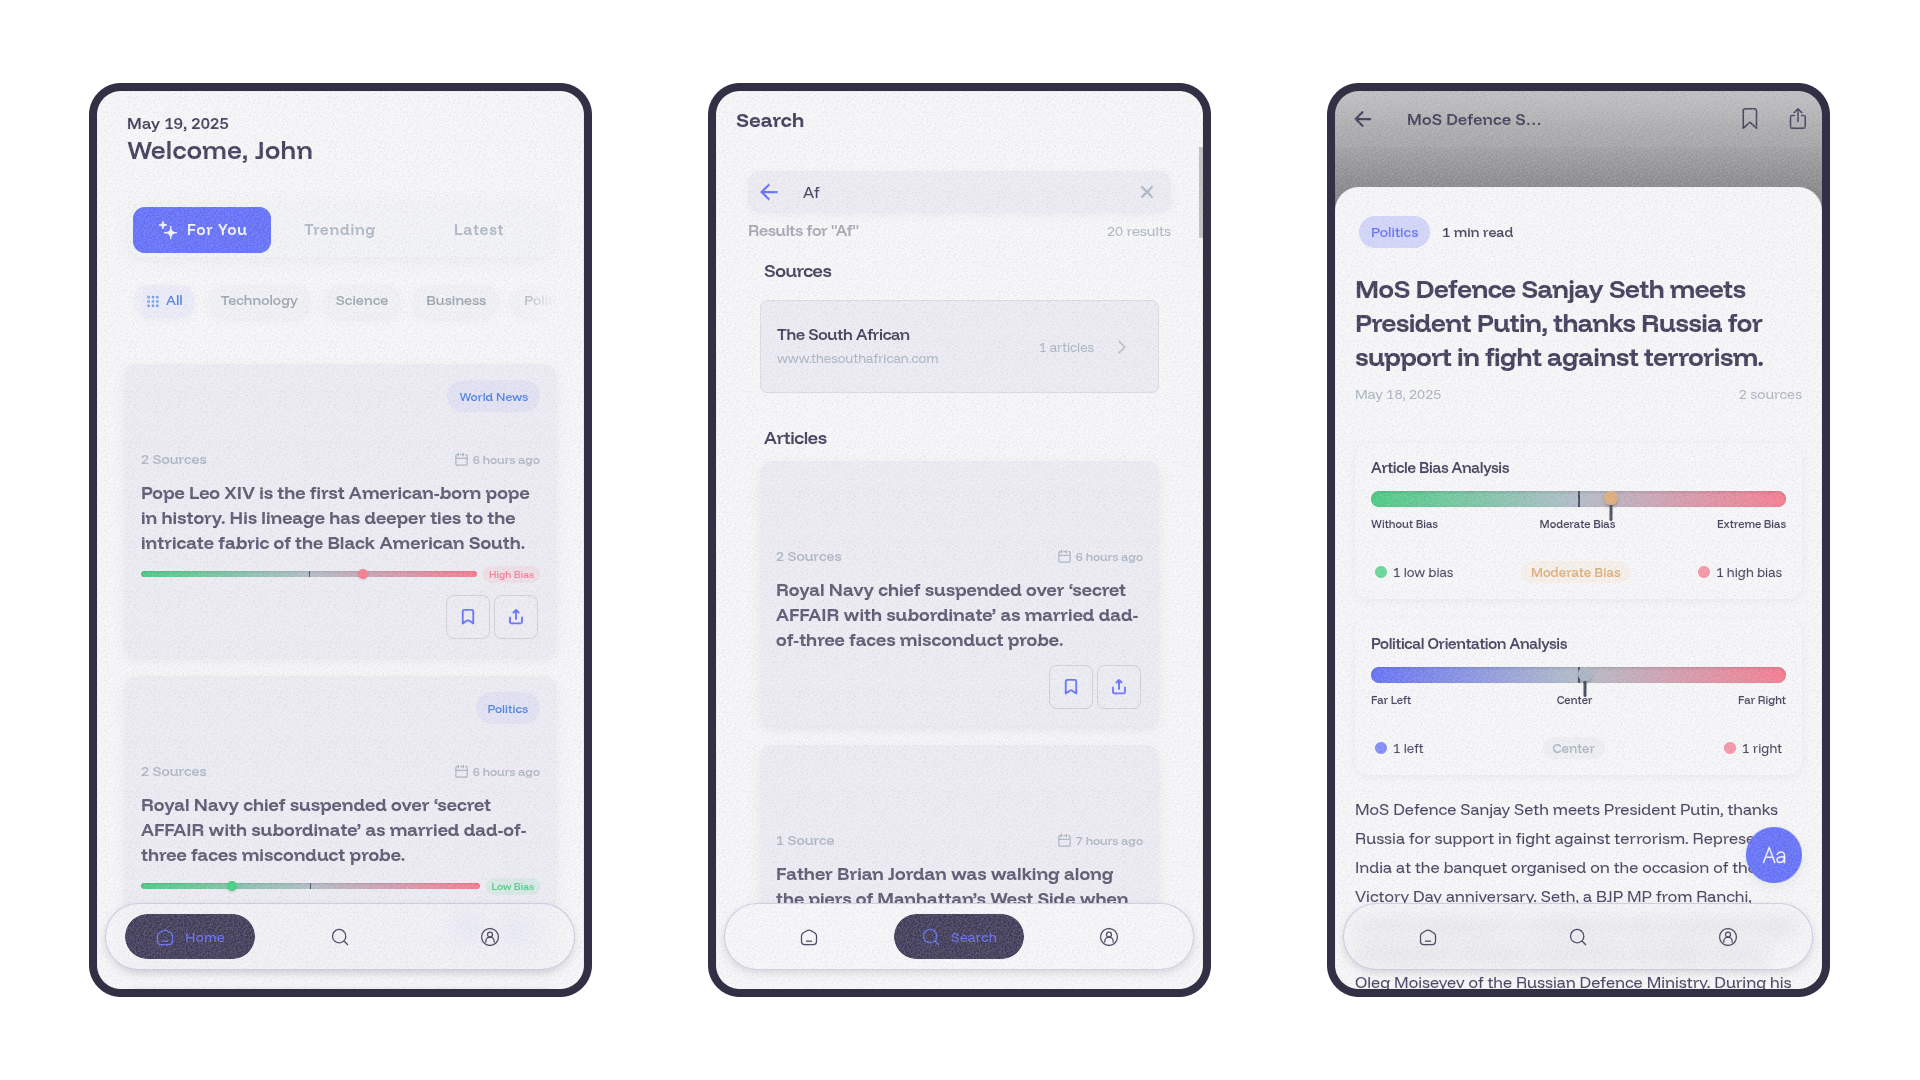 May 19, 2025
Welcome, John
For You
Trending
Latest
All
Technology
Science
Business
World News
2 Sources
6 hours ago
Pope Leo XIV is the first American-born pope
in history. His lineage has deeper ties to the
intricate fabric of the Black American South.
High Bias
Politics
2 Sources
6 hours ago
Royal Navy chief suspended over ‘secret
AFFAIR with subordinate’ as married dad-of-
three faces misconduct probe.
Low Bias
Home
Search
Af
Results for "Af"
20 results
Sources
The South African
www.thesouthafrican.com
1 articles
Articles
2 Sources
6 hours ago
Royal Navy chief suspended over ‘secret
AFFAIR with subordinate’ as married dad-
of-three faces misconduct probe.
1 Source
7 hours ago
Father Brian Jordan was walking along
the piers of Manhattan’s West Side when
Search
MoS Defence S...
Politics
1 min read
MoS Defence Sanjay Seth meets
President Putin, thanks Russia for
support in fight against terrorism.
May 18, 2025
2 sources
Article Bias Analysis
Without Bias
Moderate Bias
Extreme Bias
1 low bias
Moderate Bias
1 high bias
Political Orientation Analysis
Far Left
Center
Far Right
1 left
Center
1 right
MoS Defence Sanjay Seth meets President Putin, thanks
Russia for support in fight against terrorism.
India at the banquet organised on the occasion of
Aa
Victory Day anniversary. Seth, a BJP MP from Ranchi,
Oleg Moiseyev of the Russian Defence Ministry. During his